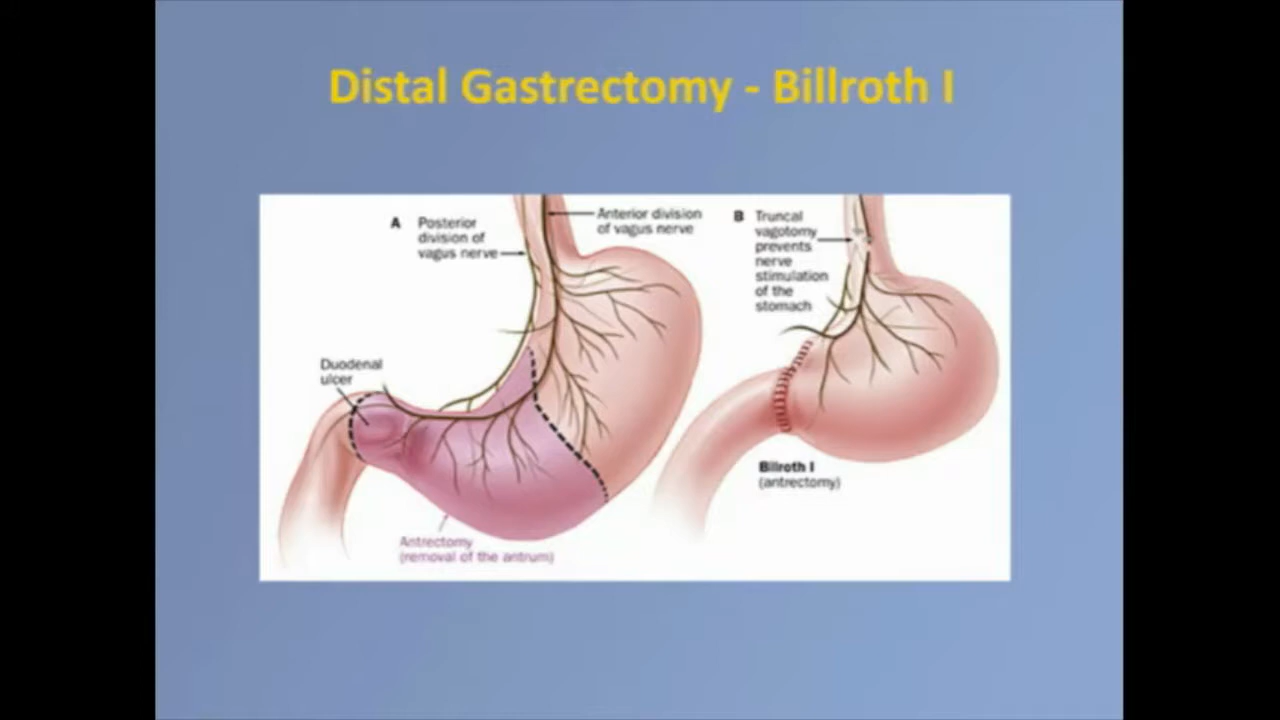 Distal Gastrectomy - Billroth I
A Posterior
division of
vagus nerve
Anterior division
of vagus nerve
B Truncal
vagotomy
prevents
nerve
stimulation
of the
stomach
Duodenal
ulcer
Bilroth I
(antrectomy)
Antrectomy
(removal of the antrum)